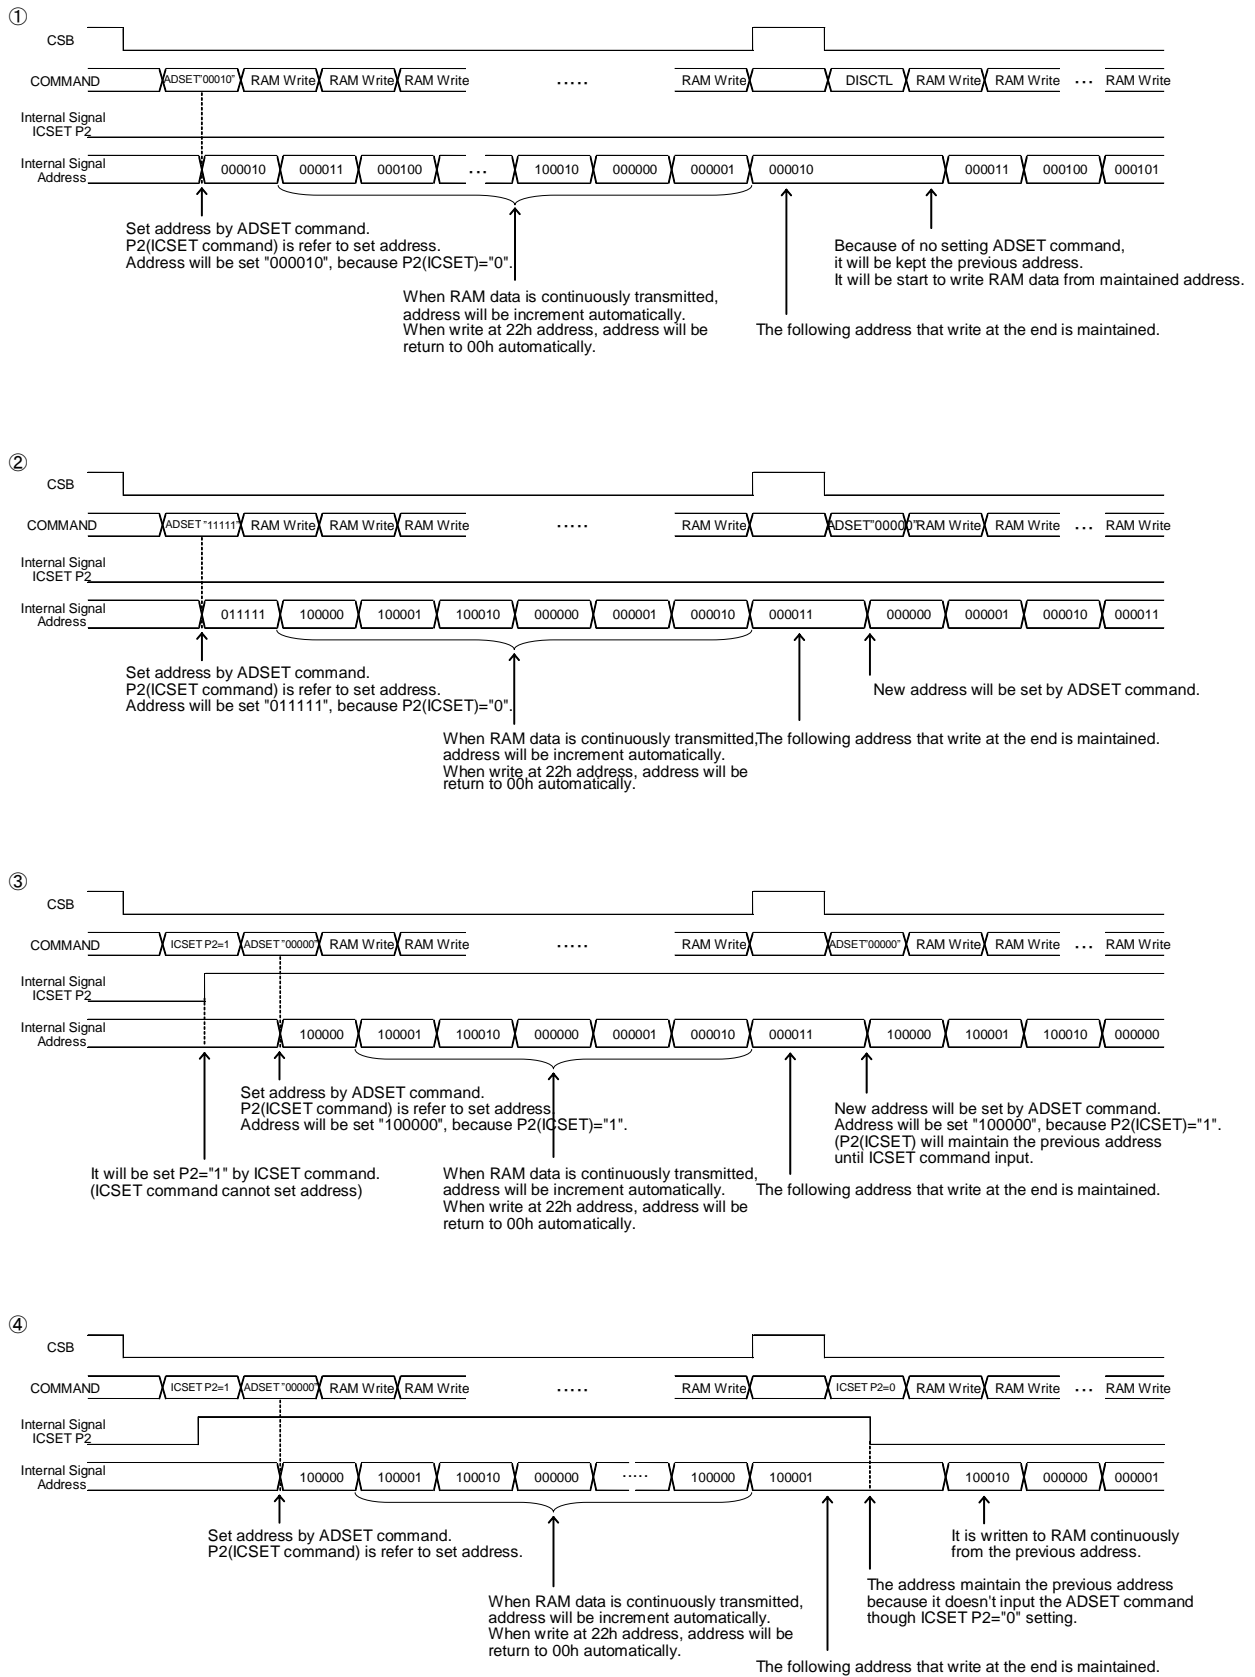 ①
CSB
COMMAND ADSET"00010" RAM Write RAM Write RAM Write ..... RAM Write DISCTL RAM Write RAM Write ... RAM Write
Internal Signal
ICSET P2
Internal Signal
Address 000010 000011 000100 ... 100010 000000 000001 000010 000011 000100 000101
Set address by ADSET command.
P2(ICSET command) is refer to set address.
Address will be set "000010", because P2(ICSET)="0".
When RAM data is continuously transmitted,
address will be increment automatically.
When write at 22h address, address will be
return to 00h automatically.
The following address that write at the end is maintained.
Because of no setting ADSET command,
it will be kept the previous address.
It will be start to write RAM data from maintained address.
②
CSB
COMMAND ADSET "11111" RAM Write RAM Write RAM Write ..... RAM Write ADSET"00000" RAM Write RAM Write ... RAM Write
Internal Signal
ICSET P2
Internal Signal
Address 011111 100000 100001 100010 000000 000001 000010 000011 000000 000001 000010 000011
Set address by ADSET command.
P2(ICSET command) is refer to set address.
Address will be set "011111", because P2(ICSET)="0".
When RAM data is continuously transmitted,
address will be increment automatically.
When write at 22h address, address will be
return to 00h automatically.
The following address that write at the end is maintained.
New address will be set by ADSET command.
③
CSB
COMMAND ICSET P2=1 ADSET "00000" RAM Write RAM Write ..... RAM Write ADSET"00000" RAM Write RAM Write ... RAM Write
Internal Signal
ICSET P2
Internal Signal
Address 100000 100001 100010 000000 000001 000010 000011 100000 100001 100010 000000
Set address by ADSET command.
P2(ICSET command) is refer to set address.
Address will be set "100000", because P2(ICSET)="1".
It will be set P2="1" by ICSET command.
(ICSET command cannot set address)
When RAM data is continuously transmitted,
address will be increment automatically.
When write at 22h address, address will be
return to 00h automatically.
The following address that write at the end is maintained.
New address will be set by ADSET command.
Address will be set "100000", because P2(ICSET)="1".
(P2(ICSET) will maintain the previous address
until ICSET command input.
④
CSB
COMMAND ICSET P2=1 ADSET "00000" RAM Write RAM Write ..... RAM Write ICSET P2=0 RAM Write RAM Write ... RAM Write
Internal Signal
ICSET P2
Internal Signal
Address 100000 100001 100010 000000 ..... 100000 100001 100010 000000 000001
Set address by ADSET command.
P2(ICSET command) is refer to set address.
When RAM data is continuously transmitted,
address will be increment automatically.
When write at 22h address, address will be
return to 00h automatically.
It is written to RAM continuously
from the previous address.
The address maintain the previous address
because it doesn't input the ADSET command
though ICSET P2="0" setting.
The following address that write at the end is maintained.